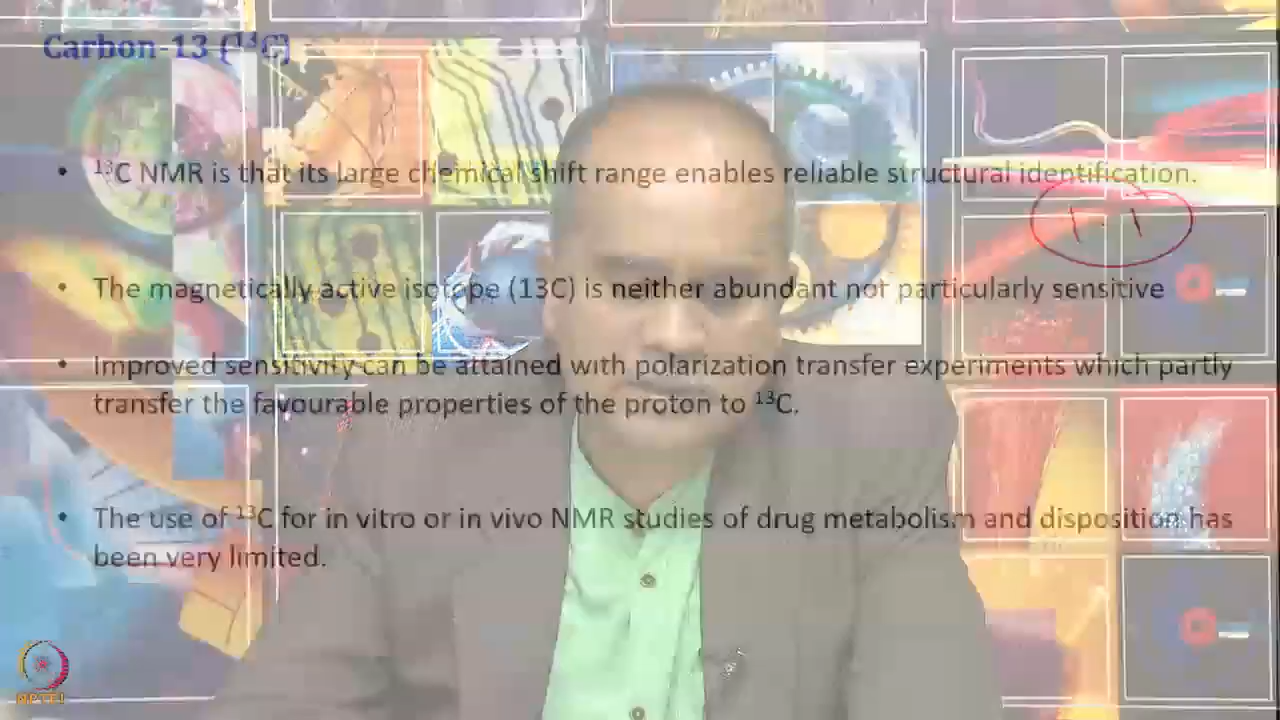 Carbon-13 (¹³C)
• ¹³C NMR is that its large chemical shift range enables reliable structural identification.
1.1
• The magnetically active isotope (13C) is neither abundant not particularly sensitive
• Improved sensitivity can be attained with polarization transfer experiments which partly
transfer the favourable properties of the proton to ¹³C.
• The use of ¹³C for in vitro or in vivo NMR studies of drug metabolism and disposition has
been very limited.
NPTEL